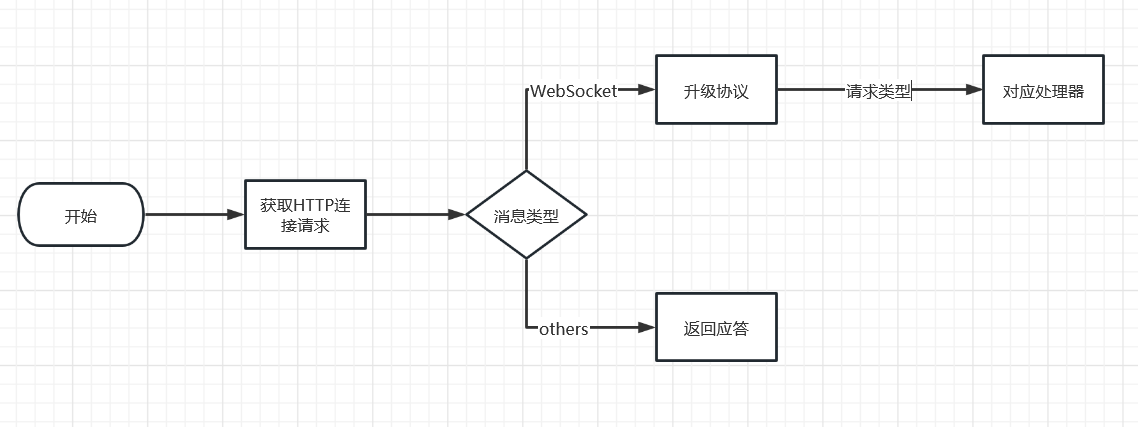 WebSocket
升级协议
请求类型
对应处理器
开始
获取HTTP连
接请求
消息类型
others
返回应答